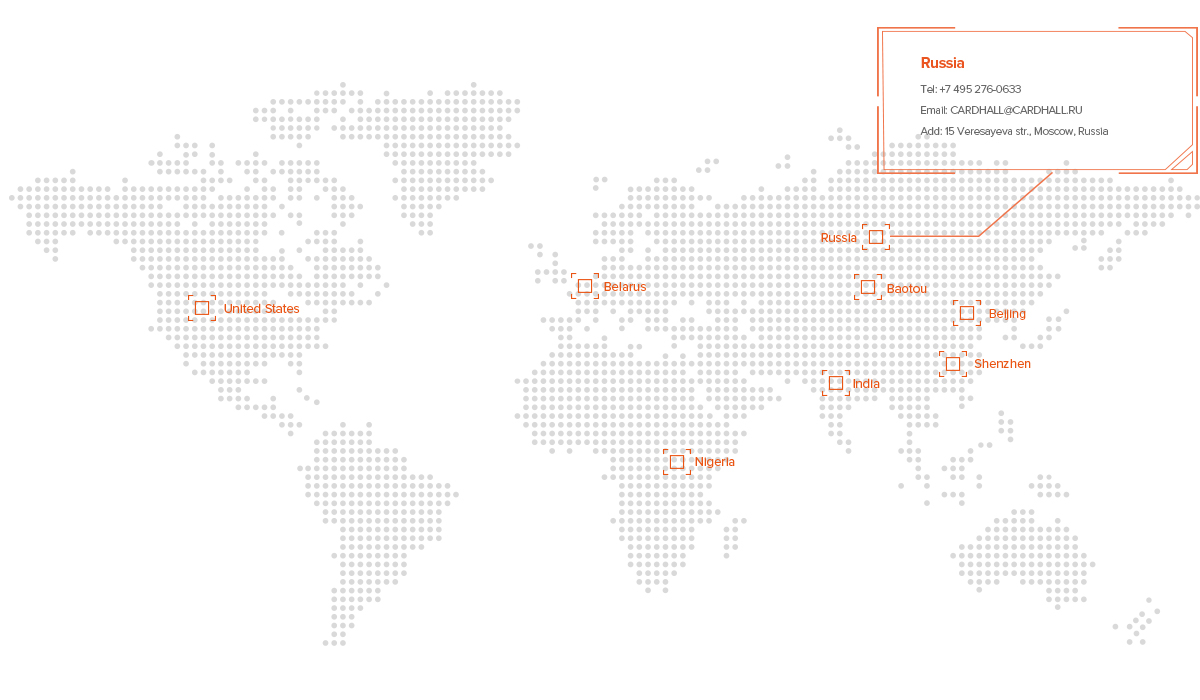 Russia
Tel: +7 495 276-0633
Email: CARDHALL@CARDHALL.RU
Add: 15 Veresayeva str., Moscow, Russia
Russia
Belarus
Baotou
United States
Beijing
Shenzhen
India
Nigeria